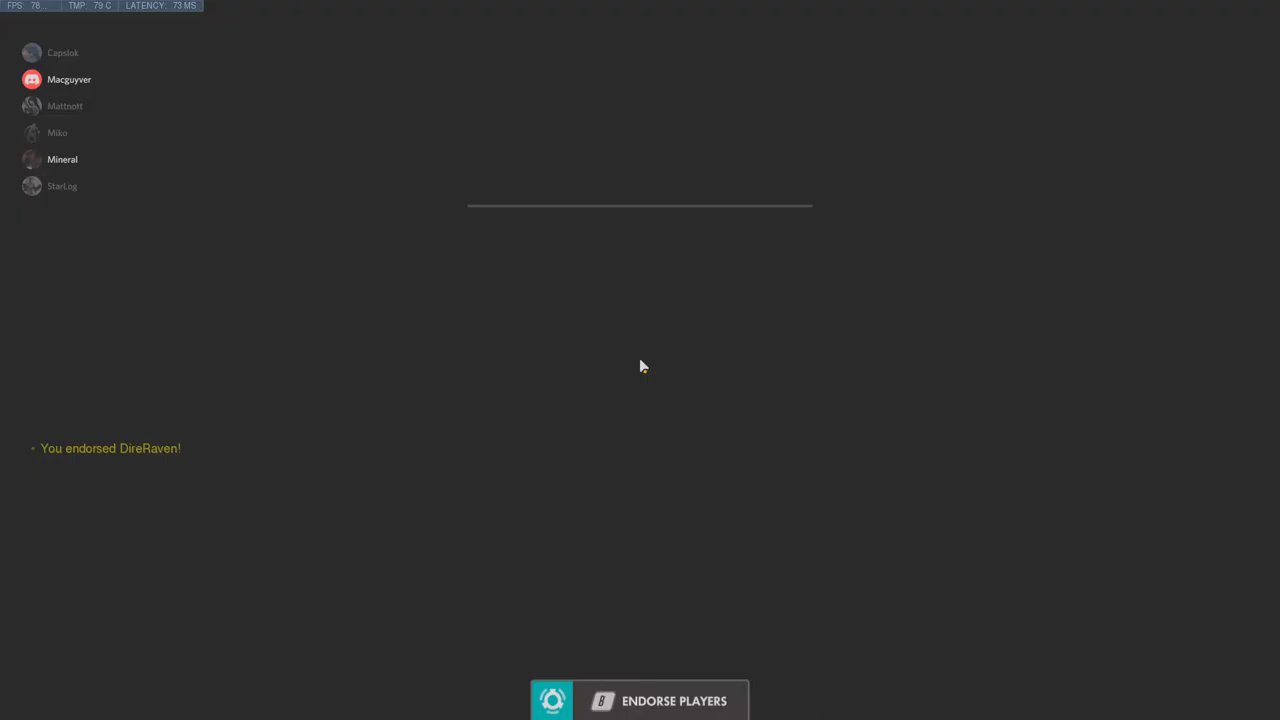 FPS: 78... TMP: 79 C LATENCY: 73 MS
Capslok
Macguyver
Mattnott
Miko
Mineral
StarLog
• You endorsed DireRaven!
B ENDORSE PLAYERS